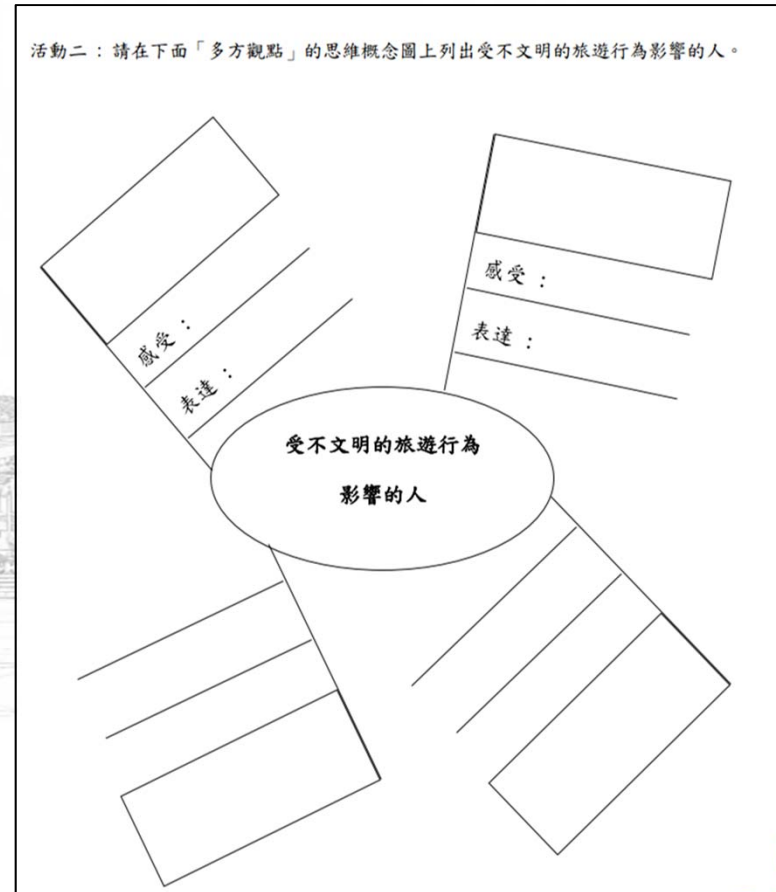 活動二：請在下面「多方觀點」的思維概念圖上列出受不文明的旅遊行為影響的人。
感受：
表達：
感受：
表達：
受不文明的旅遊行為
影響的人